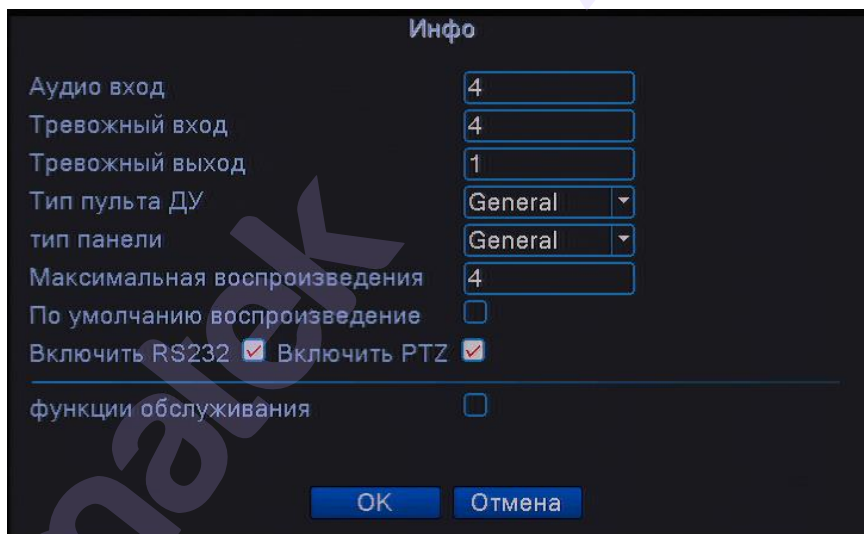 Инфо
Аудио вход 4
Тревожный вход 4
Тревожный выход 1
Тип пульта ДУ General
тип панели General
Максимальная воспроизведения 4
По умолчанию воспроизведение
Включить RS232 Включить PTZ
функции обслуживания
OK Отмена
matek